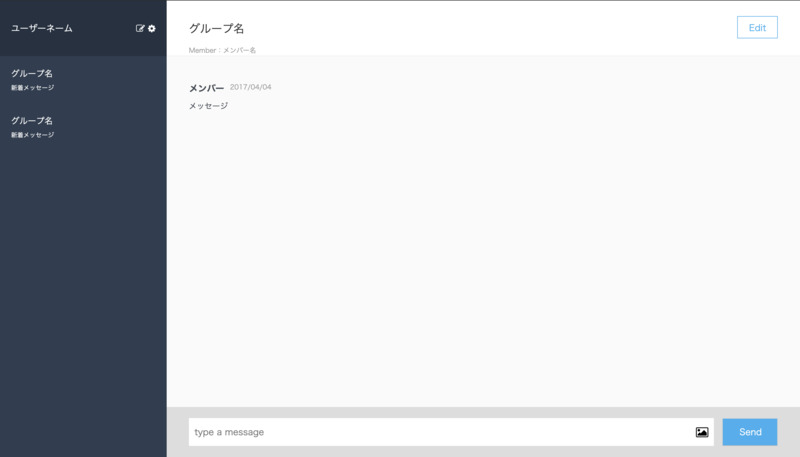 ユーザーネーム
グループ名
新着メッセージ
グループ名
新着メッセージ
グループ名
Member：メンバー名
Edit
メンバー 2017/04/04
メッセージ
type a message
Send